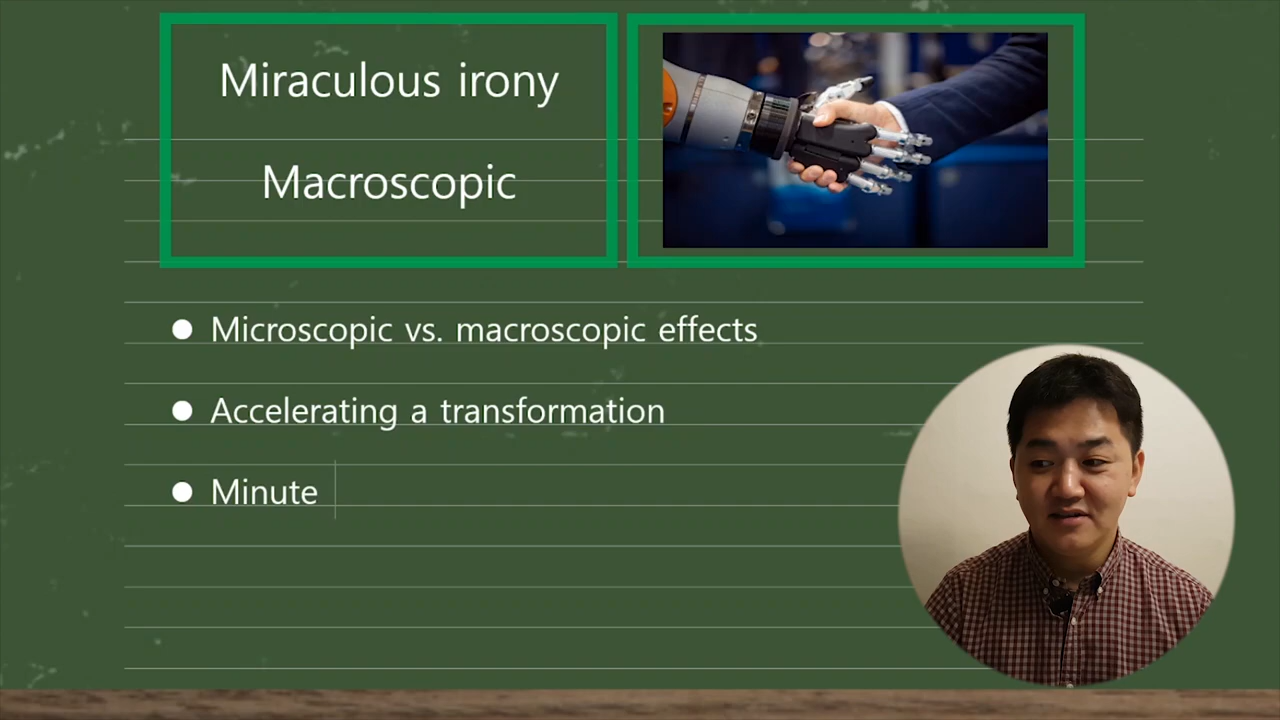 Miraculous irony
Macroscopic
Microscopic vs. macroscopic effects
Accelerating a transformation
Minute